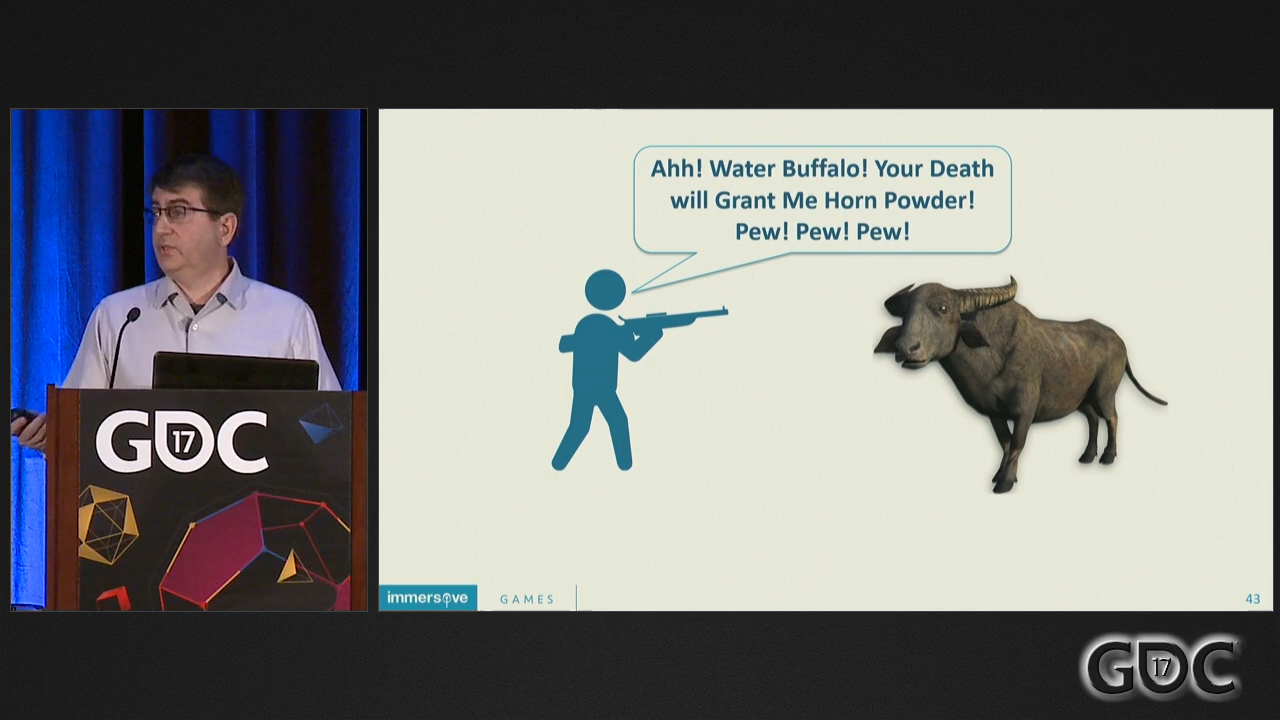 Ahh! Water Buffalo! Your Death
will Grant Me Horn Powder!
Pew! Pew! Pew!
GDC
17
immersive
GAMES
43
GDC
17